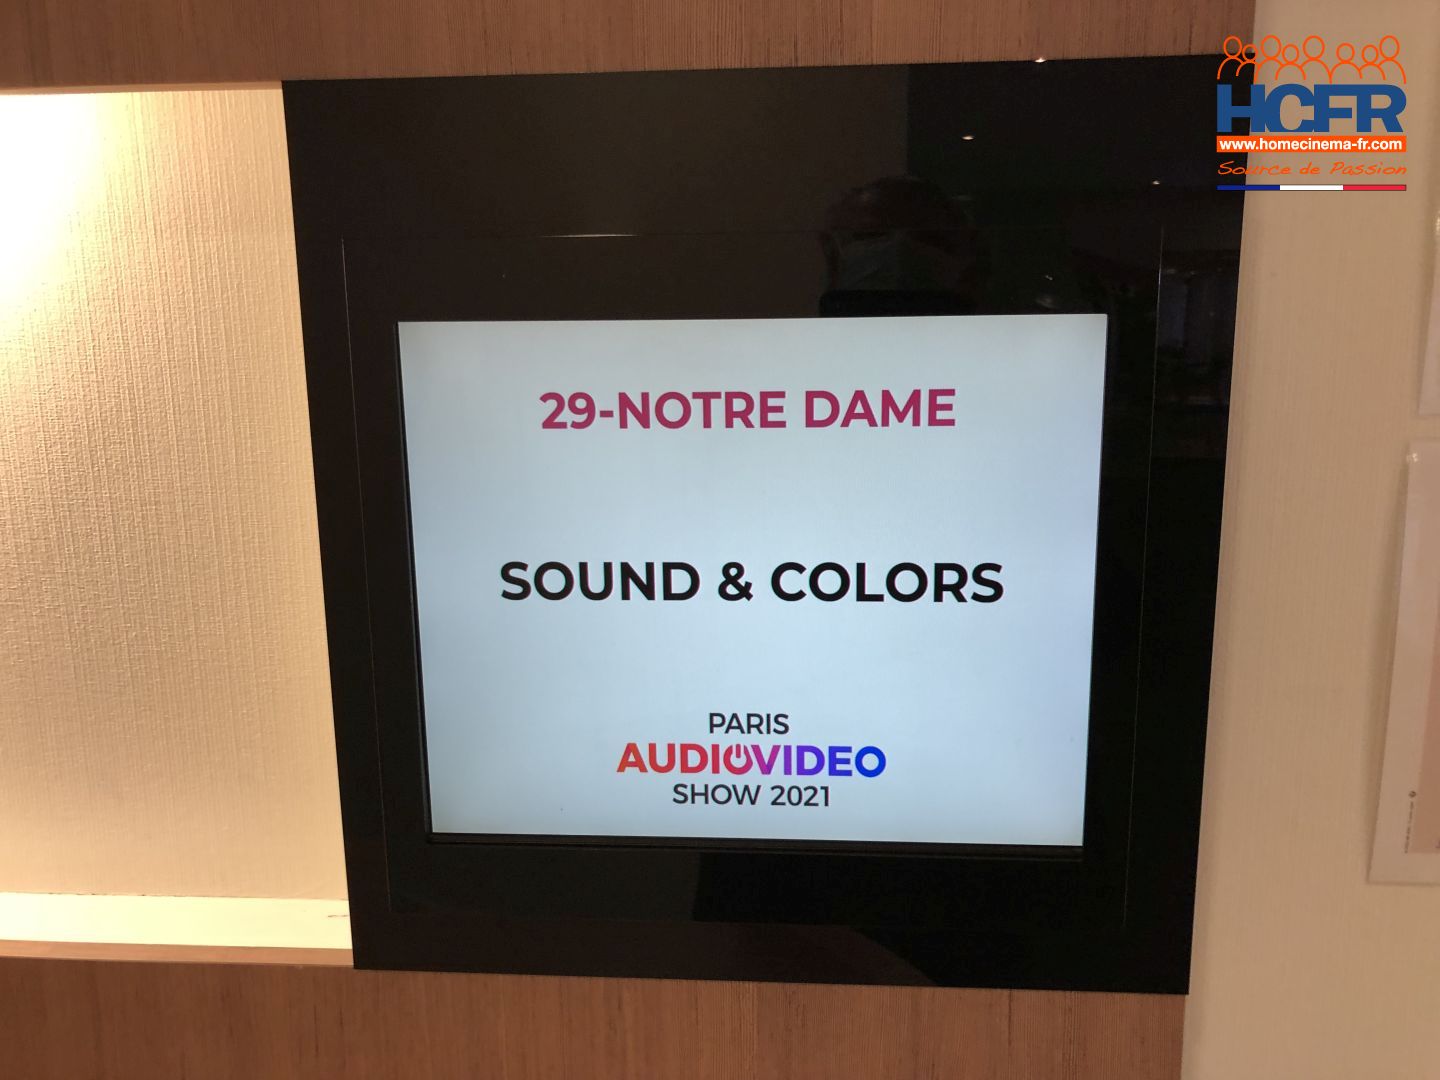 HCFR
www.homecinema-fr.com
Source de Passion
29-NOTRE DAME
SOUND & COLORS
PARIS
AUDIOVIDEO
SHOW 2021